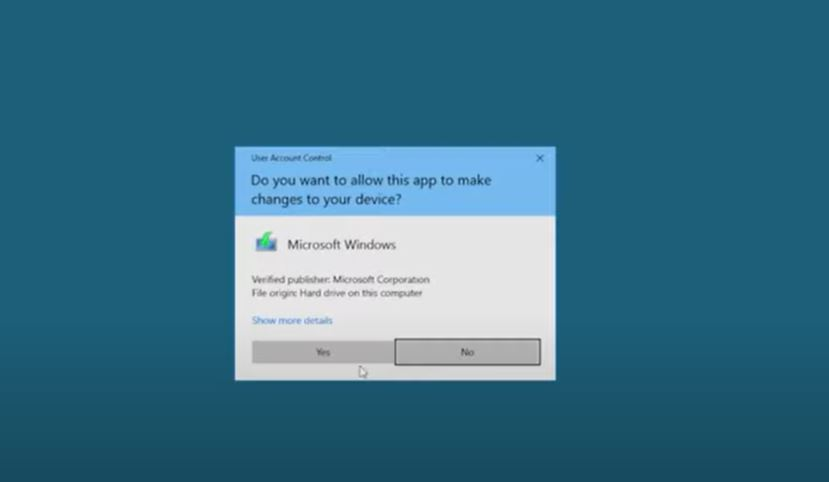 User Account Control
Do you want to allow this app to make
changes to your device?
Microsoft Windows
Verified publisher: Microsoft Corporation
File origin: Hard drive on this computer
Show more details
Yes
No